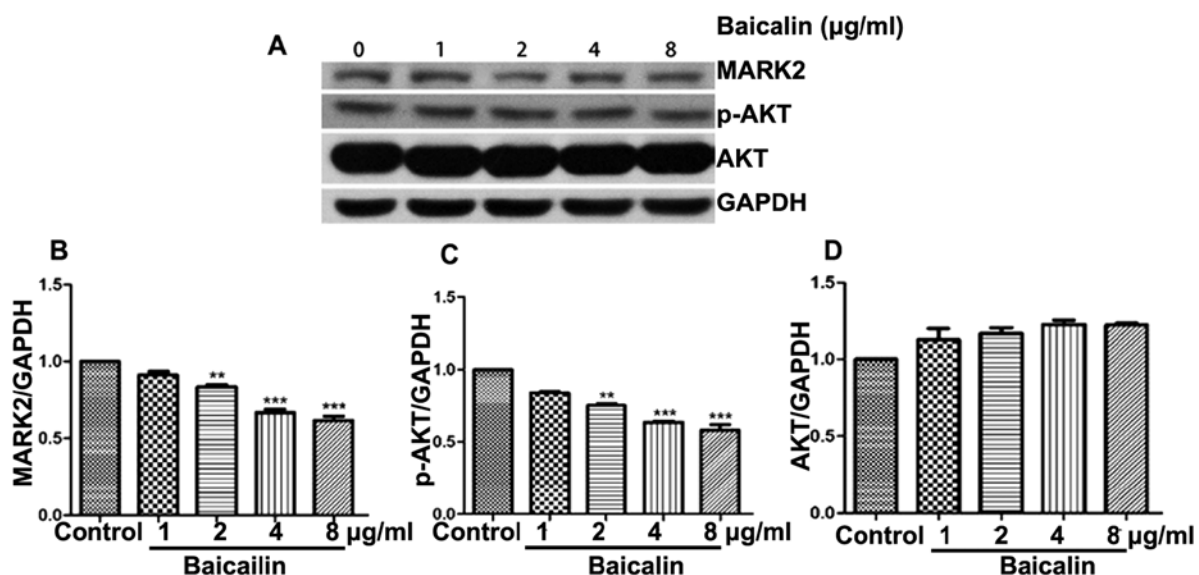 A
Baicalin (µg/ml)
0 1 2 4 8
MARK2
p-AKT
AKT
GAPDH
B
MARK2/GAPDH
1.5
1.0
0.5
0.0
**
***
***
Control 1 2 4 8 µg/ml
Baicailin
C
p-AKT/GAPDH
1.5
1.0
0.5
0.0
**
***
***
Control 1 2 4 8 µg/ml
Baicalin
D
AKT/GAPDH
1.5
1.0
0.5
0.0
Control 1 2 4 8 µg/ml
Baicalin